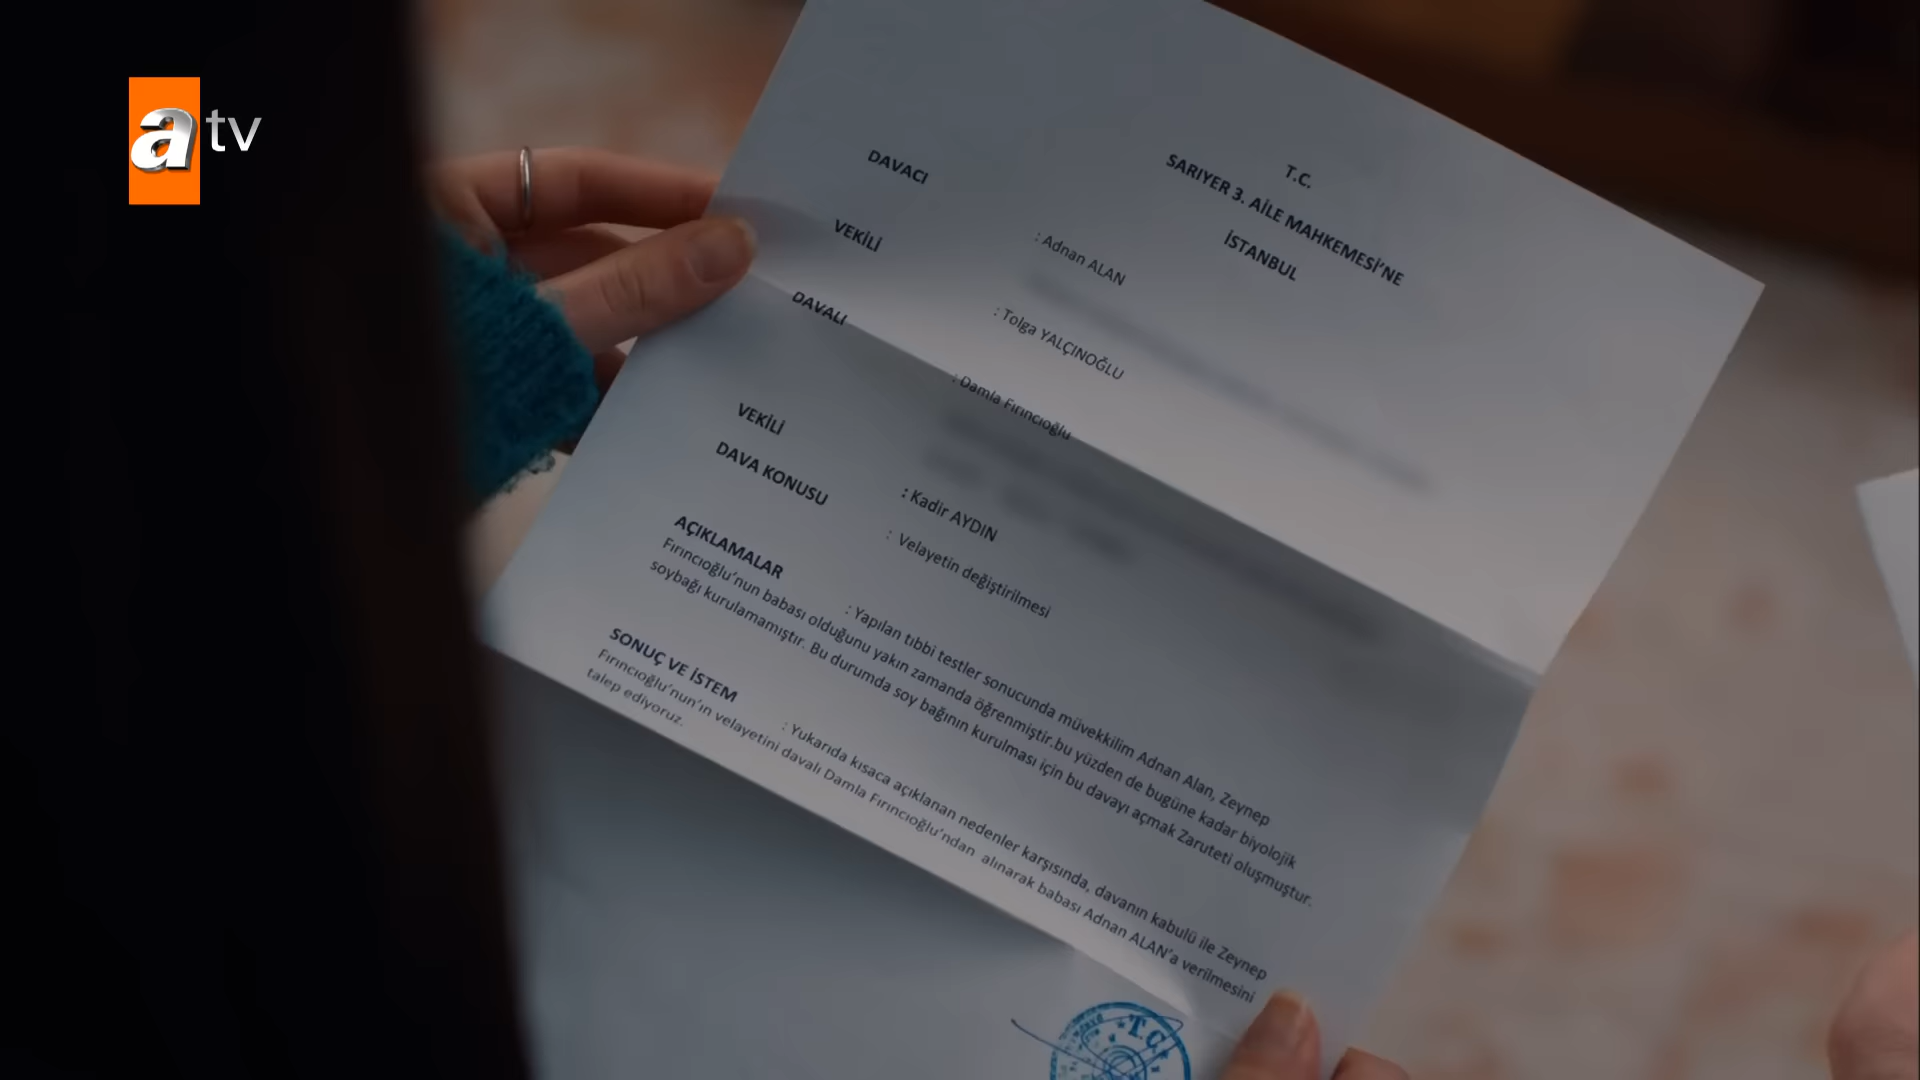 atv
T.C.
SARIYER 3. AİLE MAHKEMESİ'NE
İSTANBUL
DAVACI : Adnan ALAN
VEKİLİ : Tolga YALÇINOĞLU
DAVALI : Damla Fırıncıoğlu
VEKİLİ : Kadir AYDIN
DAVA KONUSU : Velayetin değiştirilmesi
AÇIKLAMALAR : Yapılan tıbbi testler sonucunda müvekkilim Adnan Alan, Zeynep
Fırıncıoğlu'nun babası olduğunu yakın zamanda öğrenmiştir.bu yüzden de bugüne kadar biyolojik
soybağı kurulamamıştır. Bu durumda soy bağının kurulması için bu davayı açmak Zaruteti oluşmuştur.
SONUÇ VE İSTEM : Yukarıda kısaca açıklanan nedenler karşısında, davanın kabulü ile Zeynep
Fırıncıoğlu'nun'ın velayetini davalı Damla Fırıncıoğlu'ndan alınarak babası Adnan ALAN'a verilmesini
talep ediyoruz.
T.C.